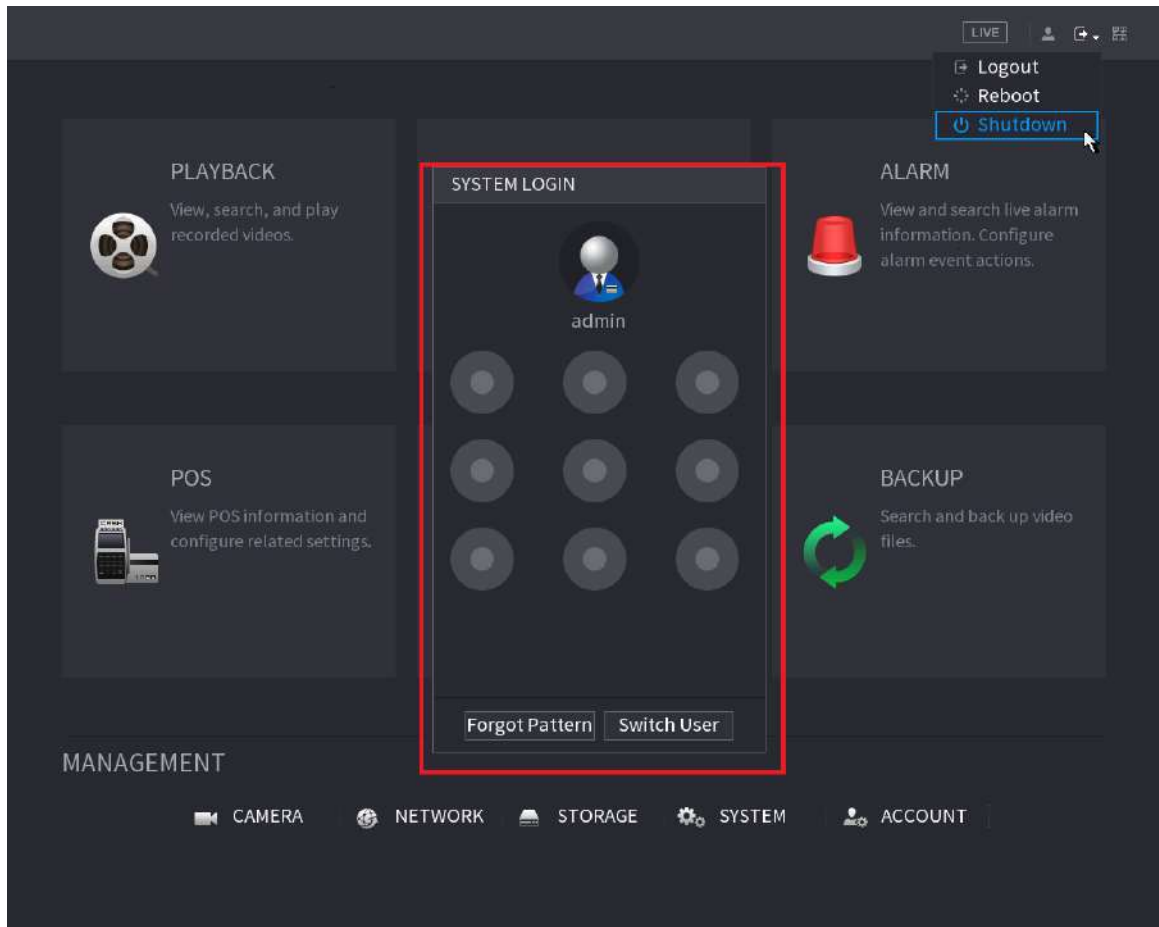 LIVE
Logout
Reboot
Shutdown
PLAYBACK
View, search, and play
recorded videos.
SYSTEM LOGIN
admin
ALARM
View and search live alarm
information. Configure
alarm event actions.
POS
View POS information and
configure related settings.
BACKUP
Search and back up video
files.
Forgot Pattern
Switch User
MANAGEMENT
CAMERA
NETWORK
STORAGE
SYSTEM
ACCOUNT